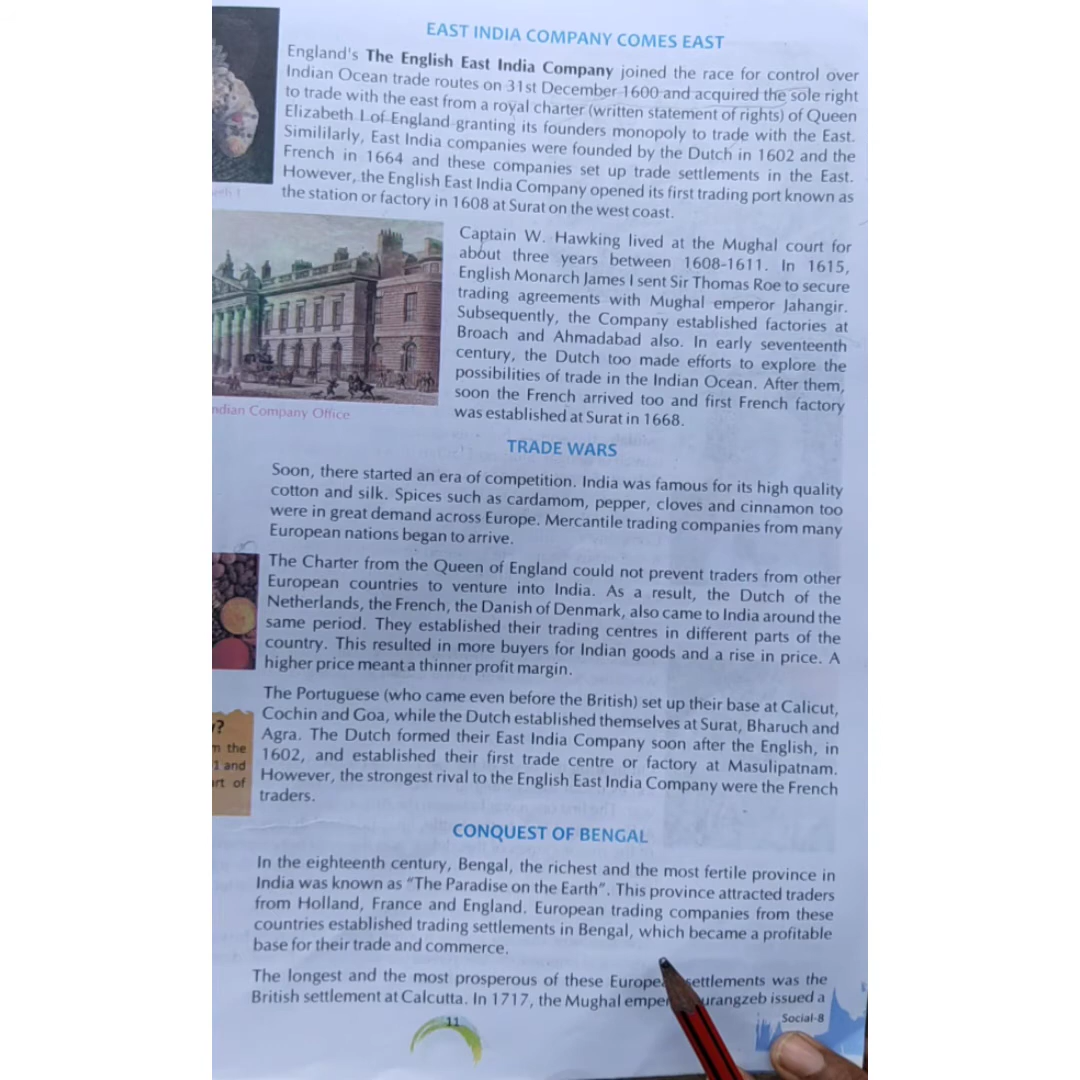 EAST INDIA COMPANY COMES EAST
England's The English East India Company joined the race for control over
Indian Ocean trade routes on 31st December 1600 and acquired the sole right
to trade with the east from a royal charter (written statement of rights) of Queen
Elizabeth I of England granting its founders monopoly to trade with the East.
Simililarly, East India companies were founded by the Dutch in 1602 and the
French in 1664 and these companies set up trade settlements in the East.
However, the English East India Company opened its first trading port known as
the station or factory in 1608 at Surat on the west coast.
Captain W. Hawking lived at the Mughal court for
about three years between 1608-1611. In 1615,
English Monarch James I sent Sir Thomas Roe to secure
trading agreements with Mughal emperor Jahangir.
Subsequently, the Company established factories at
Broach and Ahmadabad also. In early seventeenth
century, the Dutch too made efforts to explore the
possibilities of trade in the Indian Ocean. After them,
soon the French arrived too and first French factory
was established at Surat in 1668.
ndian Company Office
TRADE WARS
Soon, there started an era of competition. India was famous for its high quality
cotton and silk. Spices such as cardamom, pepper, cloves and cinnamon too
were in great demand across Europe. Mercantile trading companies from many
European nations began to arrive.
The Charter from the Queen of England could not prevent traders from other
European countries to venture into India. As a result, the Dutch of the
Netherlands, the French, the Danish of Denmark, also came to India around the
same period. They established their trading centres in different parts of the
country. This resulted in more buyers for Indian goods and a rise in price. A
higher price meant a thinner profit margin.
The Portuguese (who came even before the British) set up their base at Calicut,
Cochin and Goa, while the Dutch established themselves at Surat, Bharuch and
Agra. The Dutch formed their East India Company soon after the English, in
1602, and established their first trade centre or factory at Masulipatnam.
However, the strongest rival to the English East India Company were the French
traders.
?
m the
1 and
art of
CONQUEST OF BENGAL
In the eighteenth century, Bengal, the richest and the most fertile province in
India was known as "The Paradise on the Earth". This province attracted traders
from Holland, France and England. European trading companies from these
countries established trading settlements in Bengal, which became a profitable
base for their trade and commerce.
The longest and the most prosperous of these Europea settlements was the
British settlement at Calcutta. In 1717, the Mughal empe urangzeb issued a
11
Social-8